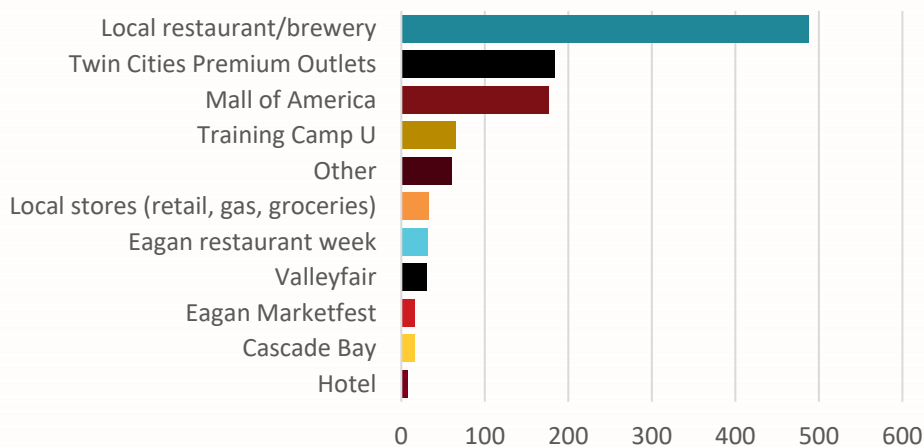 Local restaurant/brewery
Twin Cities Premium Outlets
Mall of America
Training Camp U
Other
Local stores (retail, gas, groceries)
Eagan restaurant week
Valleyfair
Eagan Marketfest
Cascade Bay
Hotel
0 100 200 300 400 500 600